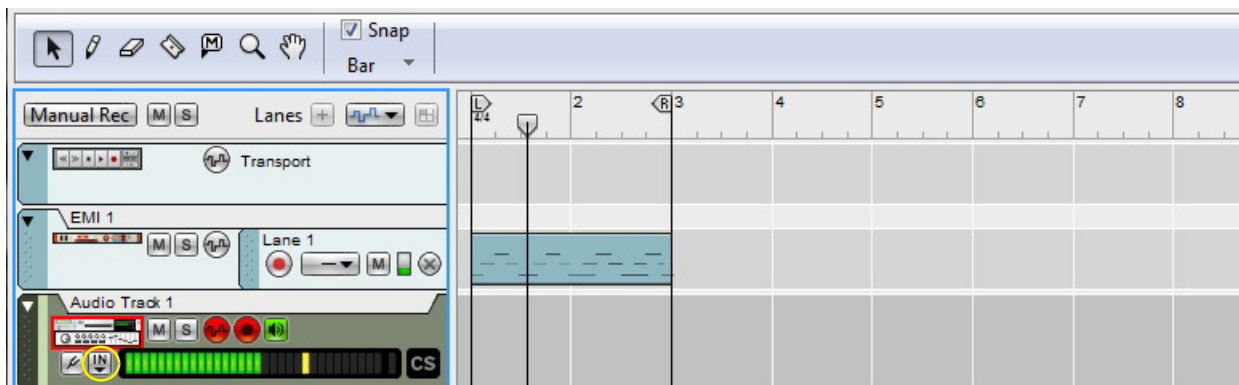 Snap
M
Bar
Manual Rec M S Lanes +
L 2 R 3 4 5 6 7 8
4/4
Transport
EMI 1
M S Lane 1
M
Audio Track 1
M S
IN CS